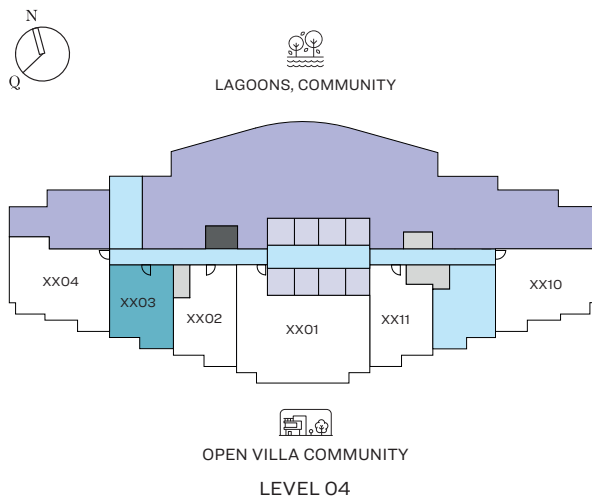 N
Q
LAGOONS, COMMUNITY
XX04
XX03
XX02
XX01
XX11
XX10
OPEN VILLA COMMUNITY
LEVEL 04